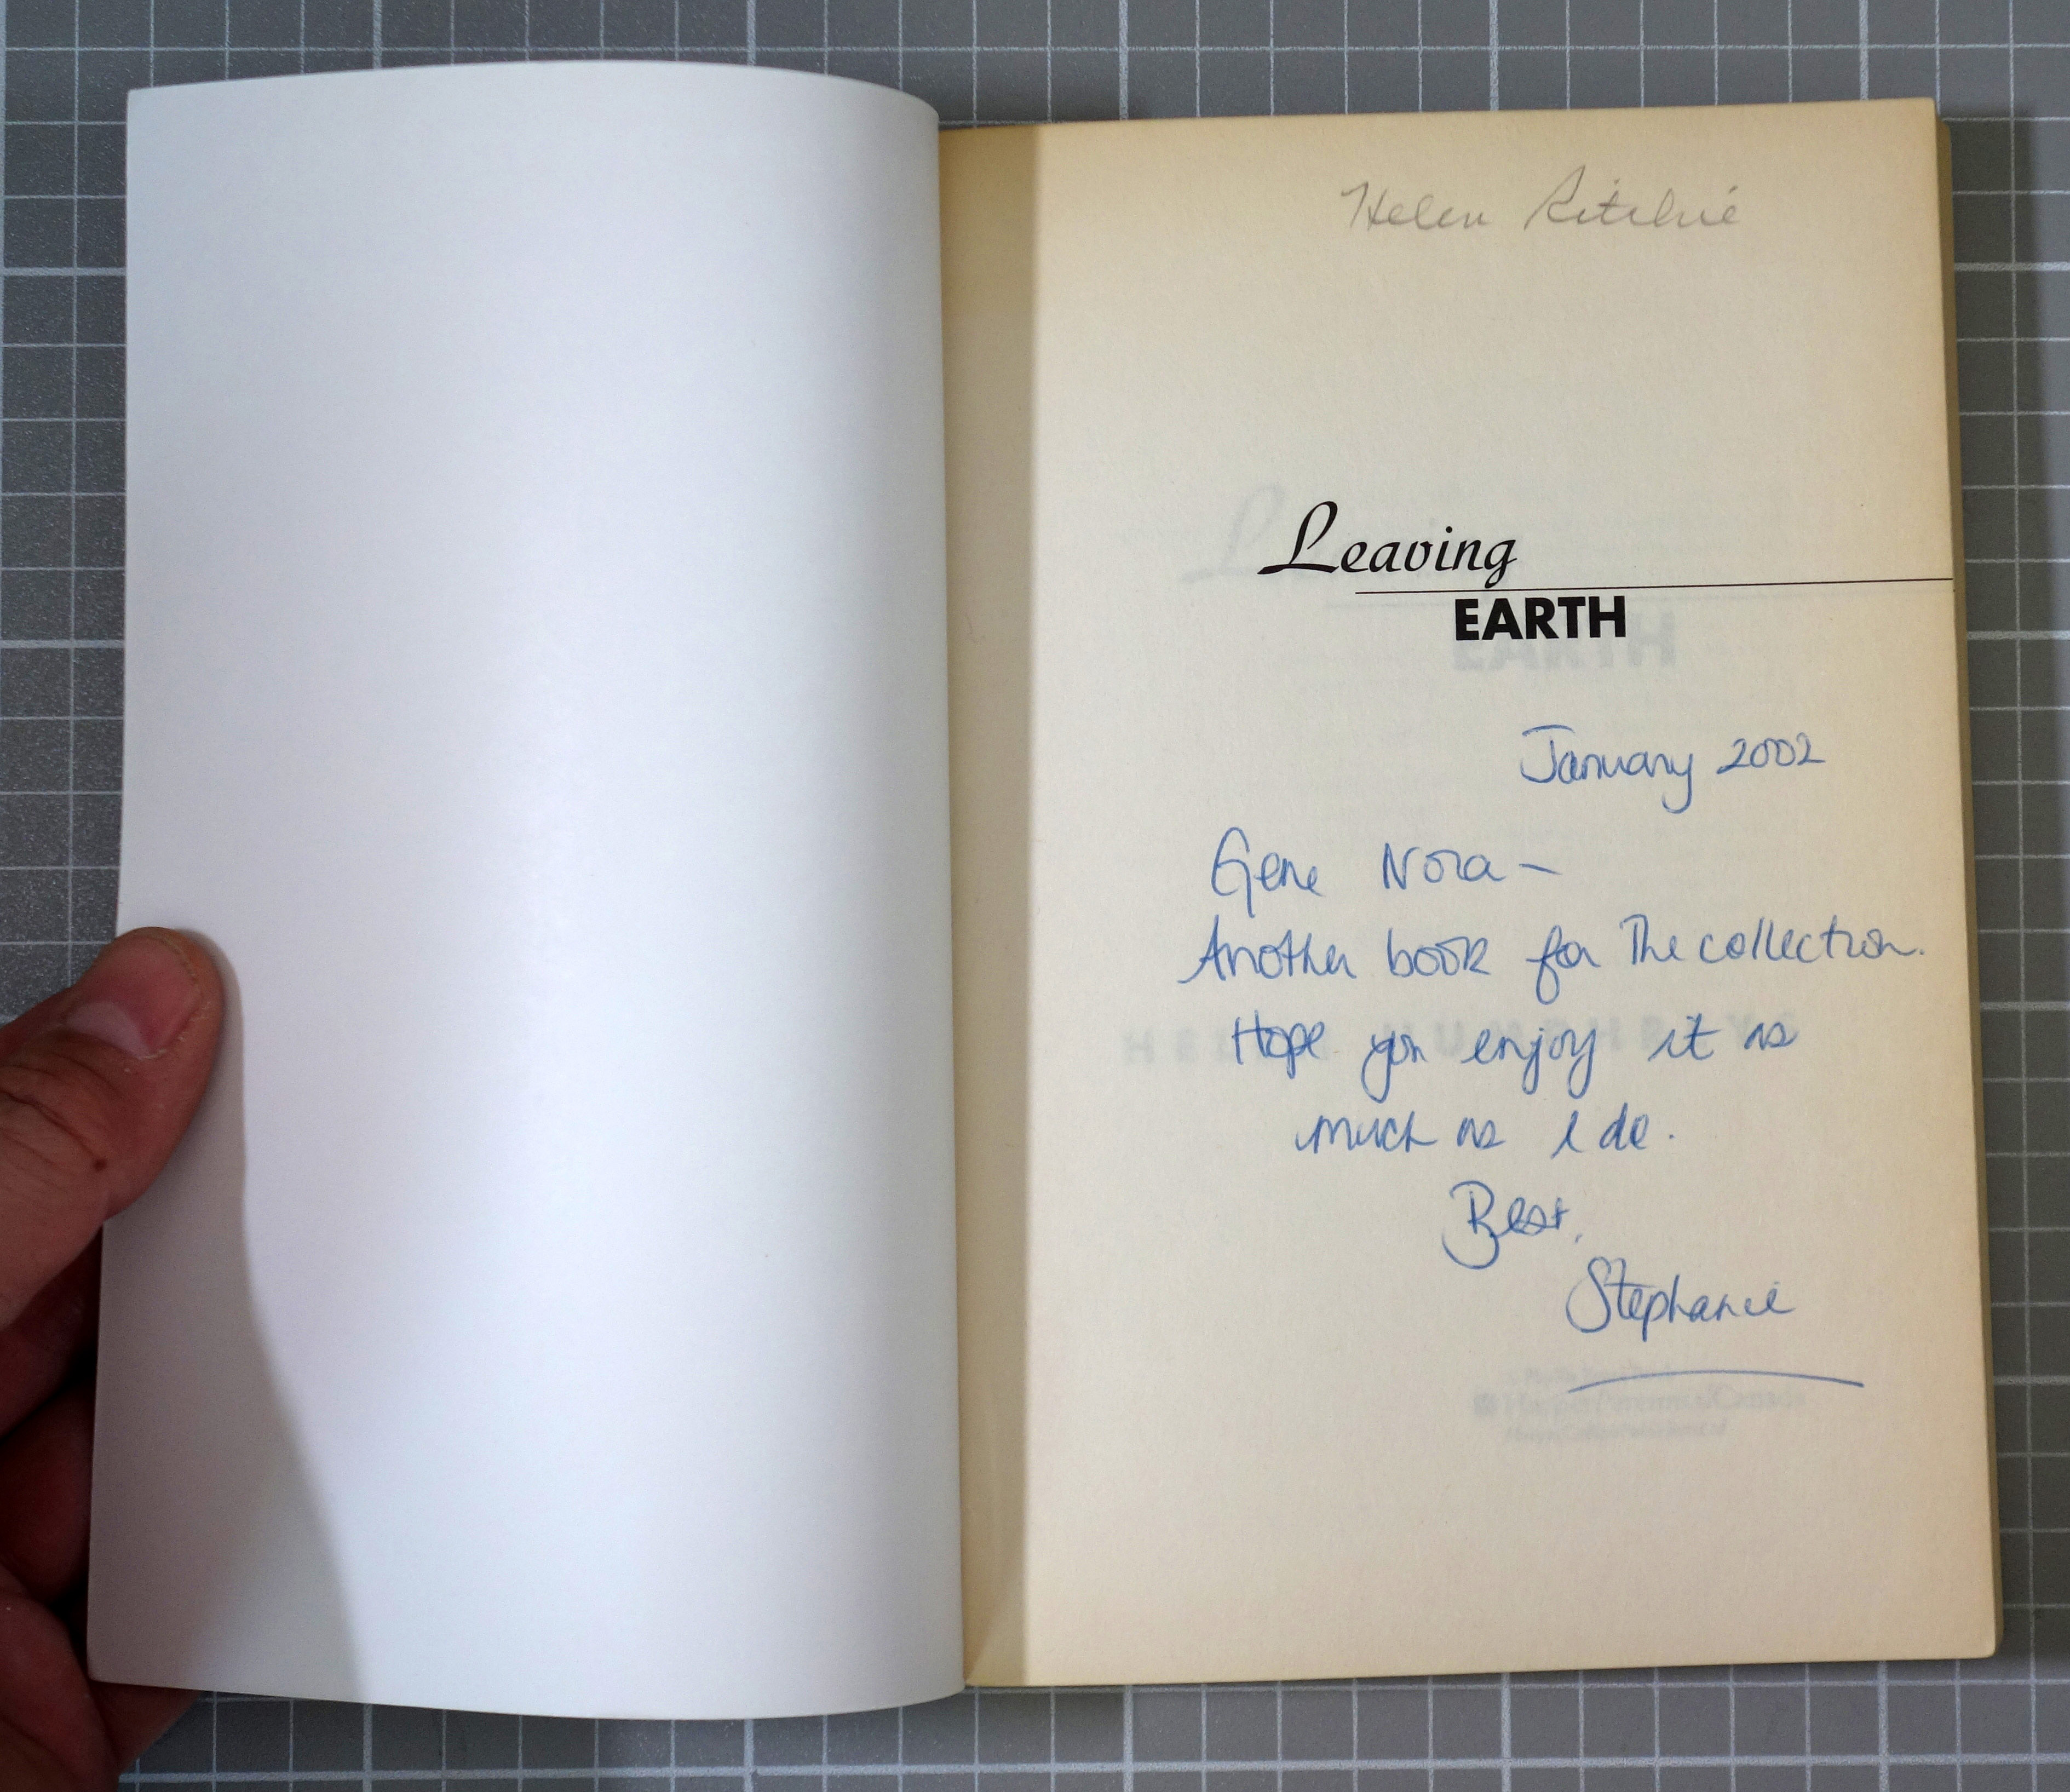 Helen Ritchie
Leaving
EARTH
January 2002
Gene Nora –
Another book for the collection.
Hope you enjoy it as
much as I do.
Best,
Stephanie